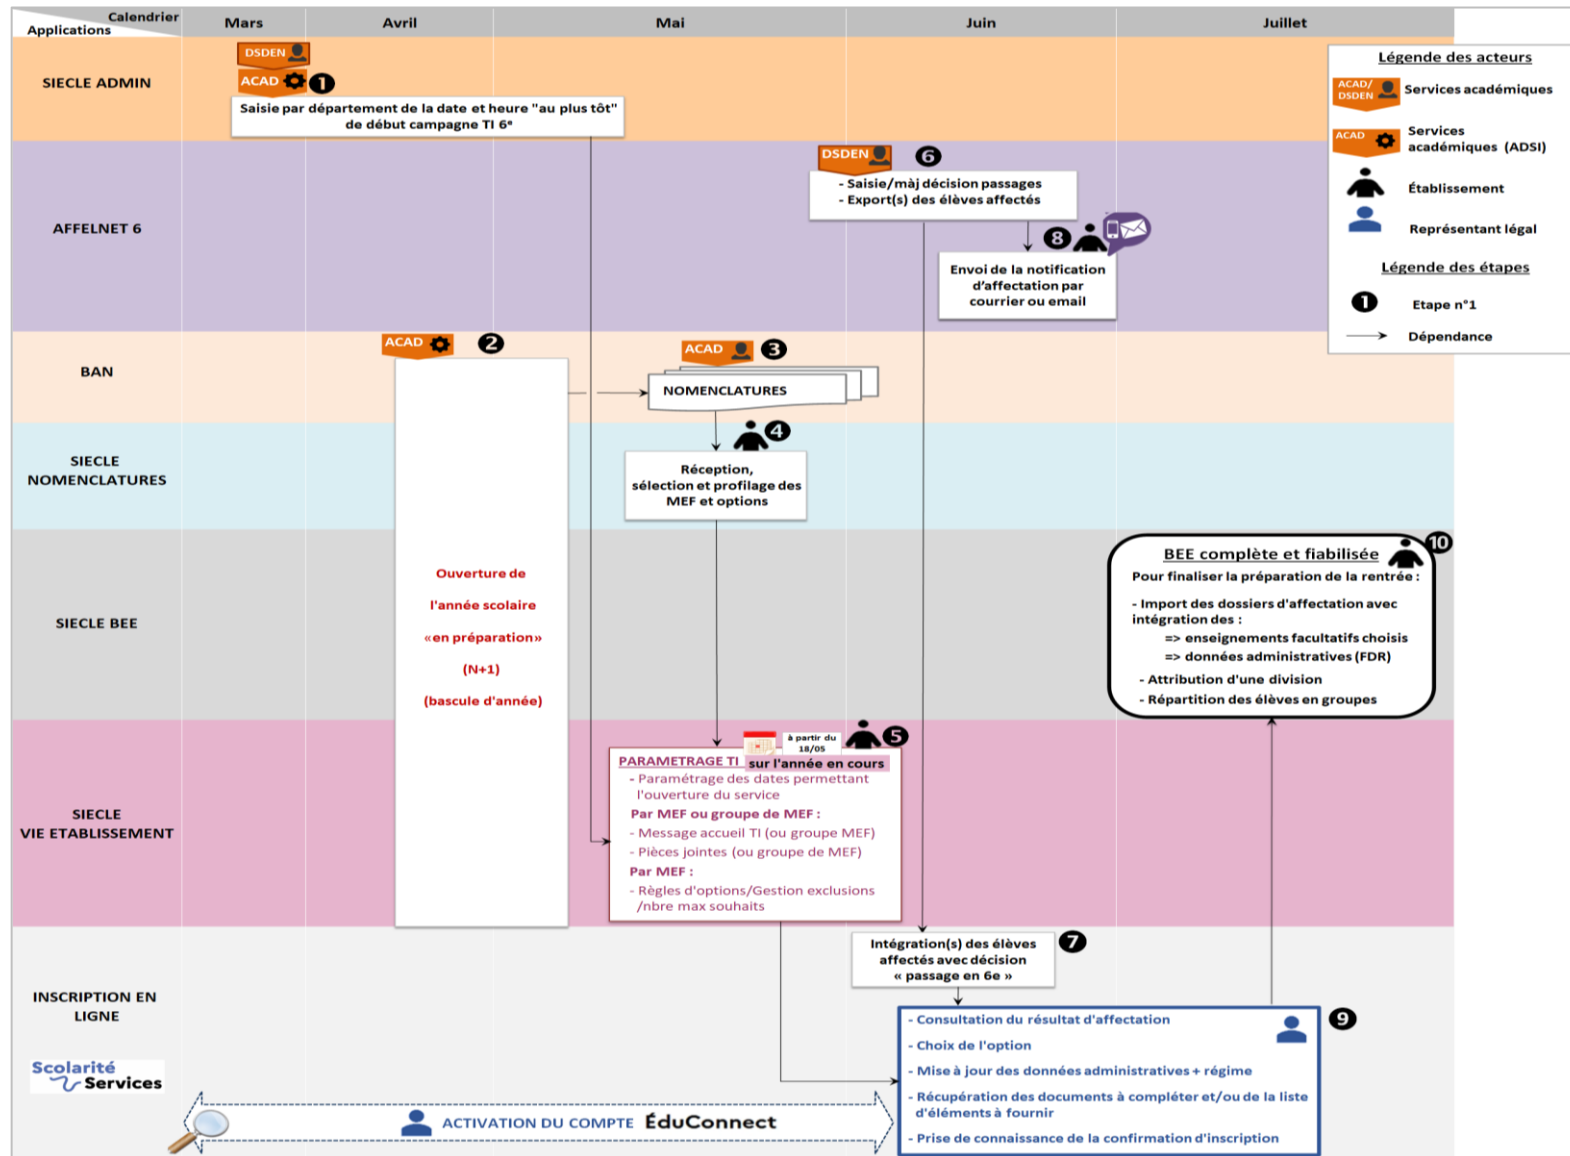 Calendrier
Applications
Mars
Avril
Mai
Juin
Juillet
SIECLE ADMIN
DSDEN
ACAD
1
Saisie par département de la date et heure "au plus tôt"
de début campagne TI 6e
Légende des acteurs
ACAD/
DSDEN
Services académiques
ACAD
Services
académiques (ADSI)
Établissement
Représentant légal
Légende des étapes
1
Etape n°1
Dépendance
AFFELNET 6
DSDEN
6
- Saisie/màj décision passages
- Export(s) des élèves affectés
8
Envoi de la notification
d'affectation par
courrier ou email
BAN
ACAD
2
ACAD
3
NOMENCLATURES
SIECLE
NOMENCLATURES
4
Réception,
sélection et profilage des
MEF et options
SIECLE BEE
Ouverture de
l'année scolaire
«en préparation»
(N+1)
(bascule d'année)
10
BEE complète et fiabilisée
Pour finaliser la préparation de la rentrée :
- Import des dossiers d'affectation avec
intégration des :
=> enseignements facultatifs choisis
=> données administratives (FDR)
- Attribution d'une division
- Répartition des élèves en groupes
SIECLE
VIE ETABLISSEMENT
à partir du
18/05
5
PARAMETRAGE TI sur l'année en cours
- Paramétrage des dates permettant
l'ouverture du service
Par MEF ou groupe de MEF :
- Message accueil TI (ou groupe MEF)
- Pièces jointes (ou groupe de MEF)
Par MEF :
- Règles d'options/Gestion exclusions
/nbre max souhaits
INSCRIPTION EN
LIGNE
Scolarité
Services
7
Intégration(s) des élèves
affectés avec décision
« passage en 6e »
9
- Consultation du résultat d'affectation
- Choix de l'option
- Mise à jour des données administratives + régime
- Récupération des documents à compléter et/ou de la liste
d'éléments à fournir
- Prise de connaissance de la confirmation d'inscription
ACTIVATION DU COMPTE ÉduConnect